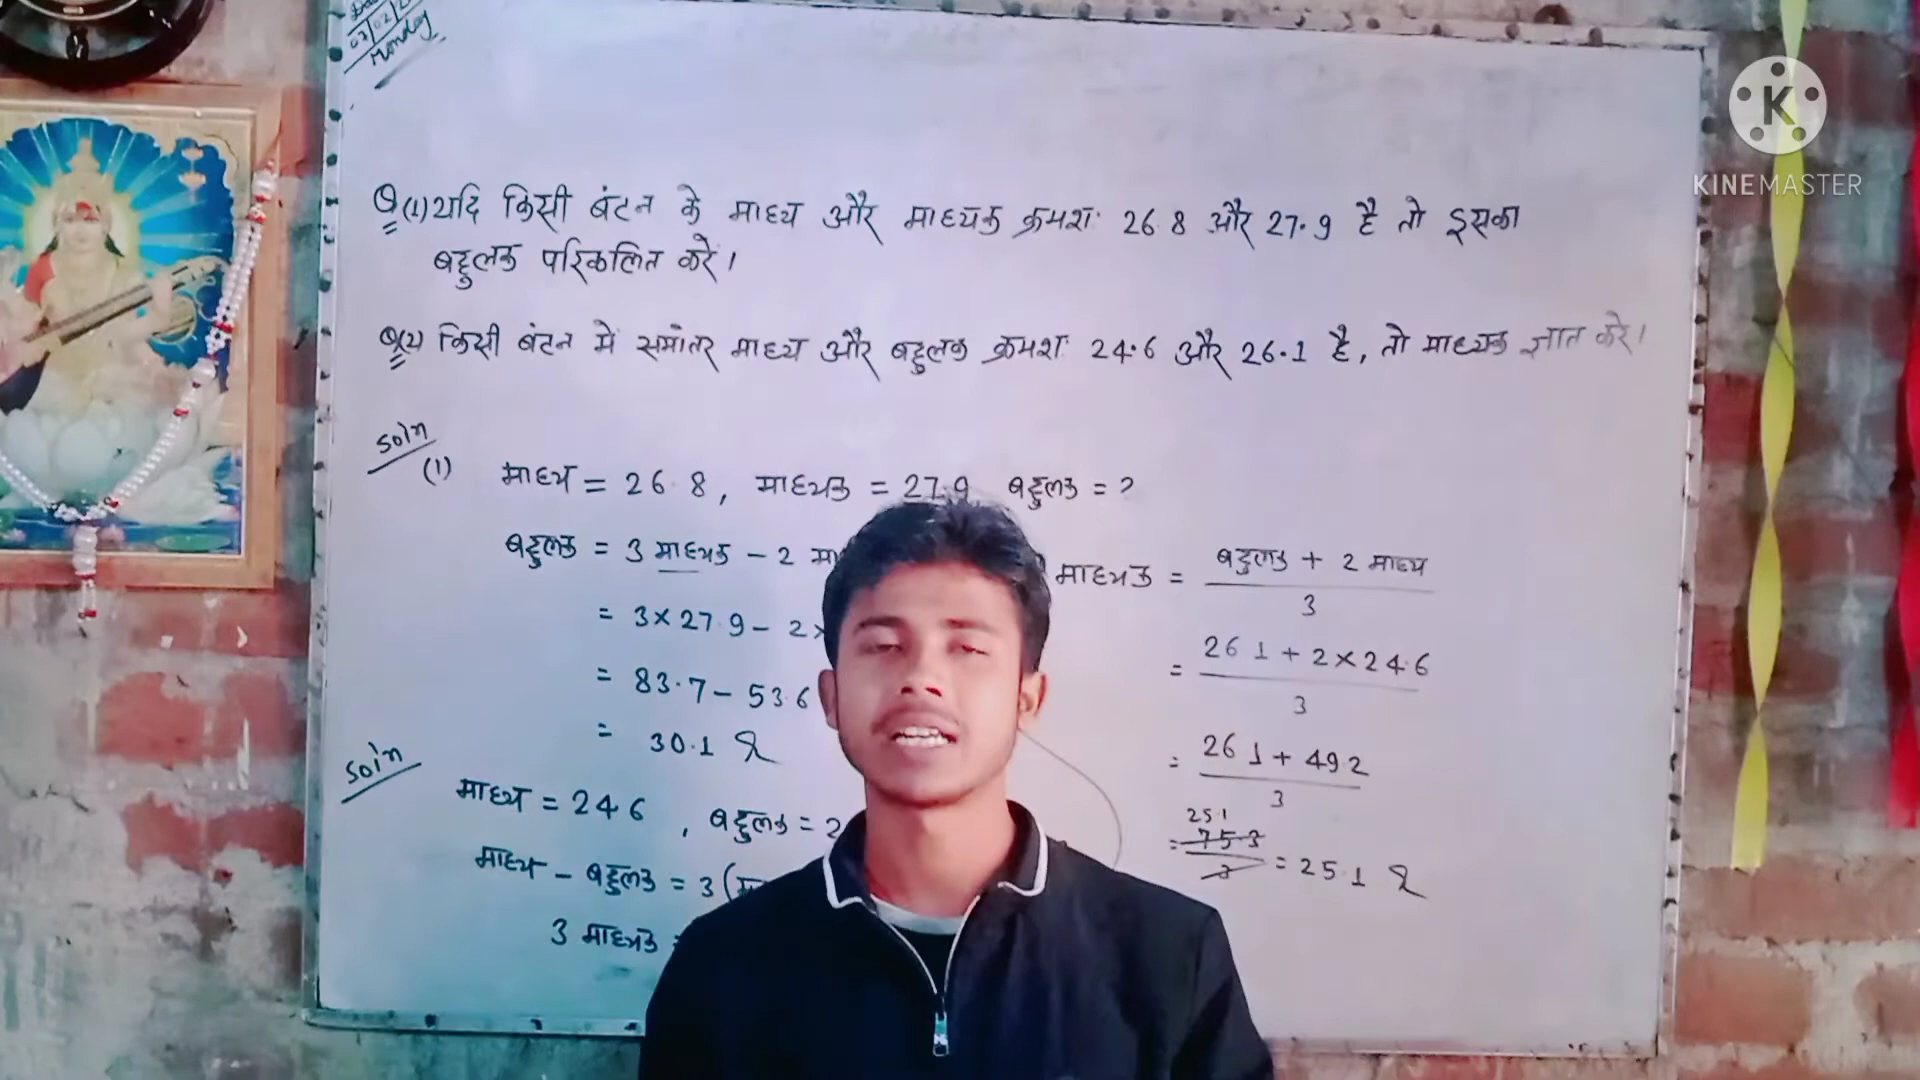 03/02/
Monday
KINEMASTER
Q(1) यदि किसी बंटन के माध्य और माध्यक क्रमशः 26.8 और 27.9 है तो इसका
बहुलक परिकलित करे।
Q(2) किसी बंटन में समांतर माध्य और बहुलक क्रमशः 24.6 और 26.1 है, तो माध्यक ज्ञात करे।
Soln
(1) माध्य = 26.8, माध्यक = 27.9 बहुलक = ?
बहुलक = 3 माध्यक - 2
= 3×27.9 - 2×
= 83.7 - 53.6
= 30.1
Soln
माध्य = 24.6, बहुलक = 2
माध्य - बहुलक = 3 (
3 माध्यक =
माध्यक = बहुलक + 2 माध्य
3
= 26.1 + 2×24.6
3
= 26.1 + 49.2
3
25.1
= 75.3
3 = 25.1